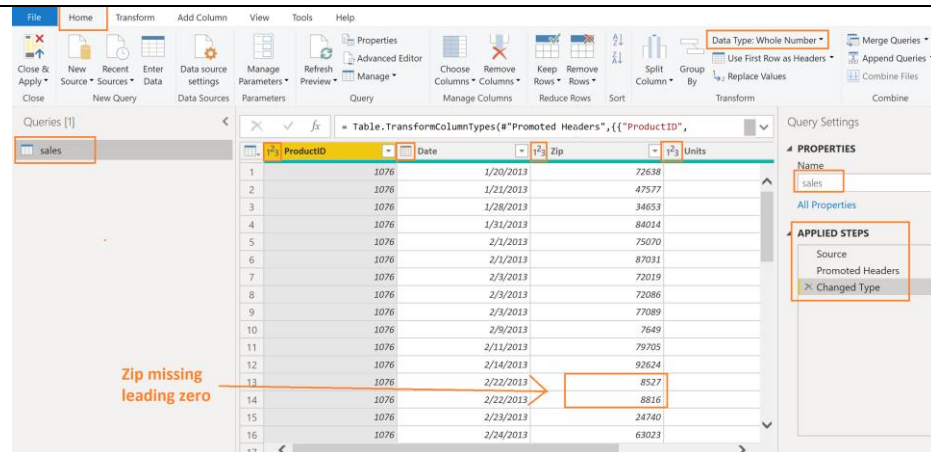 File Home Transform Add Column View Tools Help
Close & Apply
New Source
Recent Sources
Enter Data
Data source settings
Manage Parameters
Refresh Preview
Properties
Advanced Editor
Manage
Choose Columns
Remove Columns
Keep Rows
Remove Rows
Split Column
Group By
Data Type: Whole Number
Use First Row as Headers
Replace Values
Merge Queries
Append Queries
Combine Files
Close New Query Data Sources Parameters Query Manage Columns Reduce Rows Sort Transform Combine
Queries [1]
sales
fx = Table.TransformColumnTypes(#"Promoted Headers",{{"ProductID",
123 ProductID Date 123 Zip 123 Units
1 1076 1/20/2013 72638
2 1076 1/21/2013 47577
3 1076 1/28/2013 34653
4 1076 1/31/2013 84014
5 1076 2/1/2013 75070
6 1076 2/1/2013 87031
7 1076 2/3/2013 72019
8 1076 2/3/2013 72086
9 1076 2/3/2013 77089
10 1076 2/9/2013 7649
11 1076 2/11/2013 79705
12 1076 2/14/2013 92624
13 1076 2/22/2013 8527
14 1076 2/22/2013 8816
15 1076 2/23/2013 24740
16 1076 2/24/2013 63023
17
Zip missing
leading zero
Query Settings
PROPERTIES
Name
sales
All Properties
APPLIED STEPS
Source
Promoted Headers
Changed Type